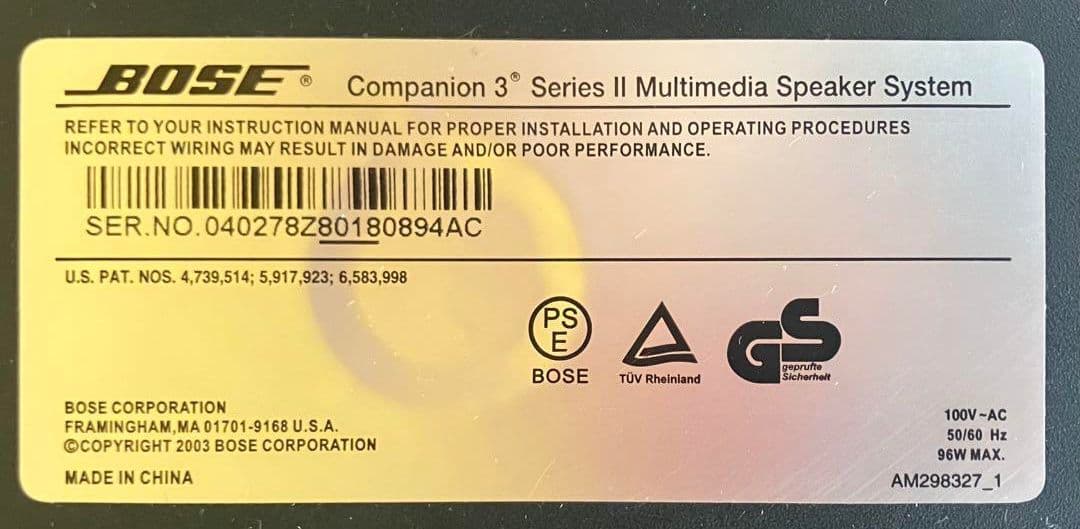 BOSE® Companion 3® Series II Multimedia Speaker System
REFER TO YOUR INSTRUCTION MANUAL FOR PROPER INSTALLATION AND OPERATING PROCEDURES
INCORRECT WIRING MAY RESULT IN DAMAGE AND/OR POOR PERFORMANCE.
SER.NO.040278Z80180894AC
U.S. PAT. NOS. 4,739,514; 5,917,923; 6,583,998
PS
E
BOSE
TÜV Rheinland
GS
geprufte
Sicherheit
BOSE CORPORATION
FRAMINGHAM,MA 01701-9168 U.S.A.
©COPYRIGHT 2003 BOSE CORPORATION
MADE IN CHINA
100V~AC
50/60 Hz
96W MAX.
AM298327_1